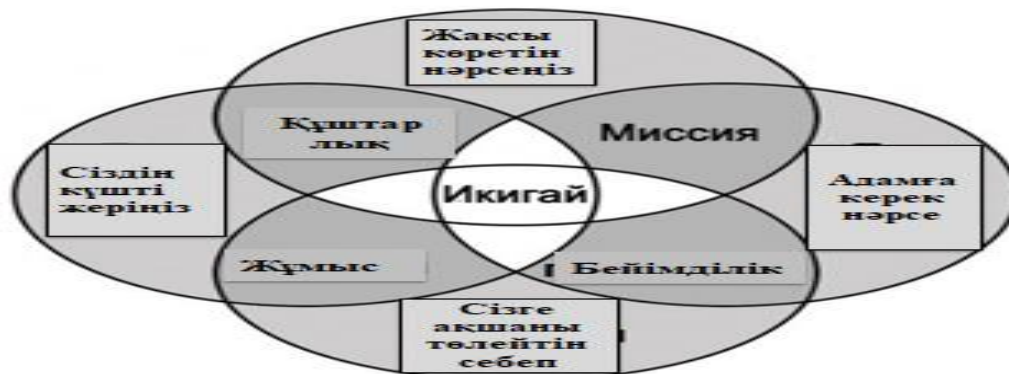 Жақсы
көретін
нәрсеңіз
Құштар
лық
Миссия
Сіздің
күшті
жеріңіз
Икигай
Адамға
керек
нәрсе
Жұмыс
Бейімділік
Сізге
ақшаны
төлейтін
себеп